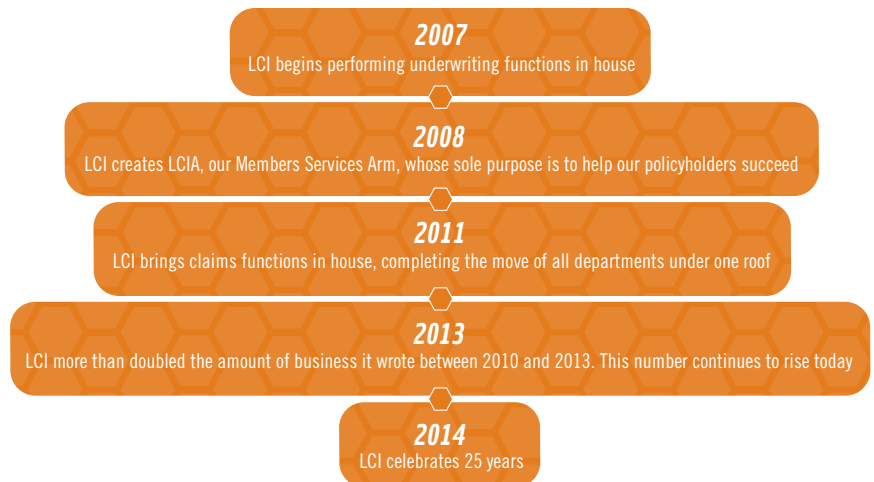 2007
LCI begins performing underwriting functions in house
2008
LCI creates LCIA, our Members Services Arm, whose sole purpose is to help our policyholders succeed
2011
LCI brings claims functions in house, completing the move of all departments under one roof
2013
LCI more than doubled the amount of business it wrote between 2010 and 2013. This number continues to rise today
2014
LCI celebrates 25 years